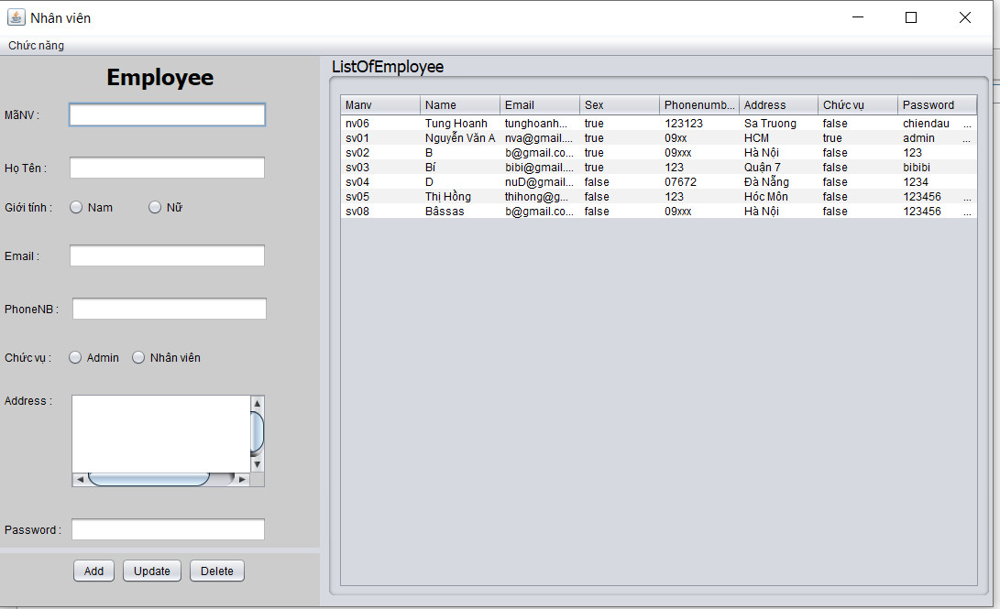 Nhân viên
Chức năng
Employee
MãNV :
Họ Tên :
Giới tính : Nam Nữ
Email :
PhoneNB :
Chức vụ : Admin Nhân viên
Address :
Password :
Add Update Delete
ListOfEmployee
Manv Name Email Sex Phonenumb... Address Chức vụ Password
nv06 Tung Hoanh tunghoanh... true 123123 Sa Truong false chiendau ...
sv01 Nguyễn Văn A nva@gmail.... true 09xx HCM true admin ...
sv02 B b@gmail.co... true 09xxx Hà Nội false 123
sv03 Bí bibi@gmail.... true 123 Quận 7 false bibibi
sv04 D nuD@gmail... false 07672 Đà Nẵng false 1234
sv05 Thị Hồng thihong@g... false 123 Hóc Môn false 123456 ...
sv08 Bâssas b@gmail.co... false 09xxx Hà Nội false 123456 ...